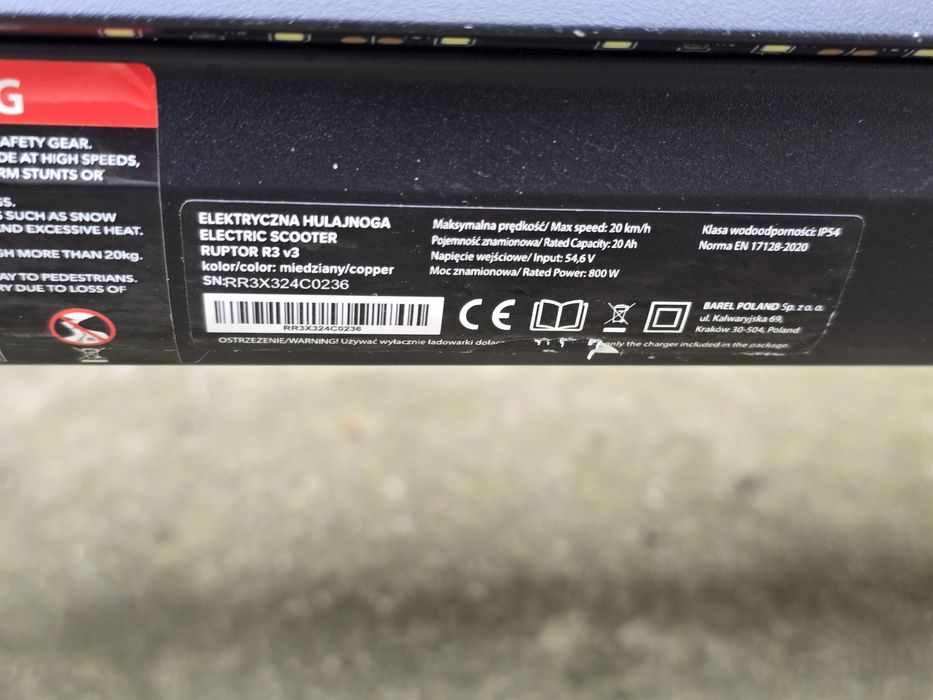 G
AFETY GEAR.
DE AT HIGH SPEEDS,
RM STUNTS OR
SS.
S SUCH AS SNOW
ND EXCESSIVE HEAT.
GH MORE THAN 20kg.
AY TO PEDESTRIANS.
RY DUE TO LOSS OF
ELEKTRYCZNA HULAJNOGA
ELECTRIC SCOOTER
RUPTOR R3 v3
kolor/color: miedziany/copper
SN:RR3X324C0236
RR3X324C0236
Maksymalna prędkość/ Max speed: 20 km/h
Pojemność znamionowa/ Rated Capacity: 20 Ah
Napięcie wejściowe/ Input: 54,6 V
Moc znamionowa/ Rated Power: 800 W
CE
Klasa wodoodporności: IP54
Norma EN 17128-2020
BAREL POLAND Sp. z o. o.
ul. Kalwaryjska 69,
Kraków 30-504, Poland
OSTRZEŻENIE/WARNING! Używać wyłącznie ładowarki only the charger included in the package.